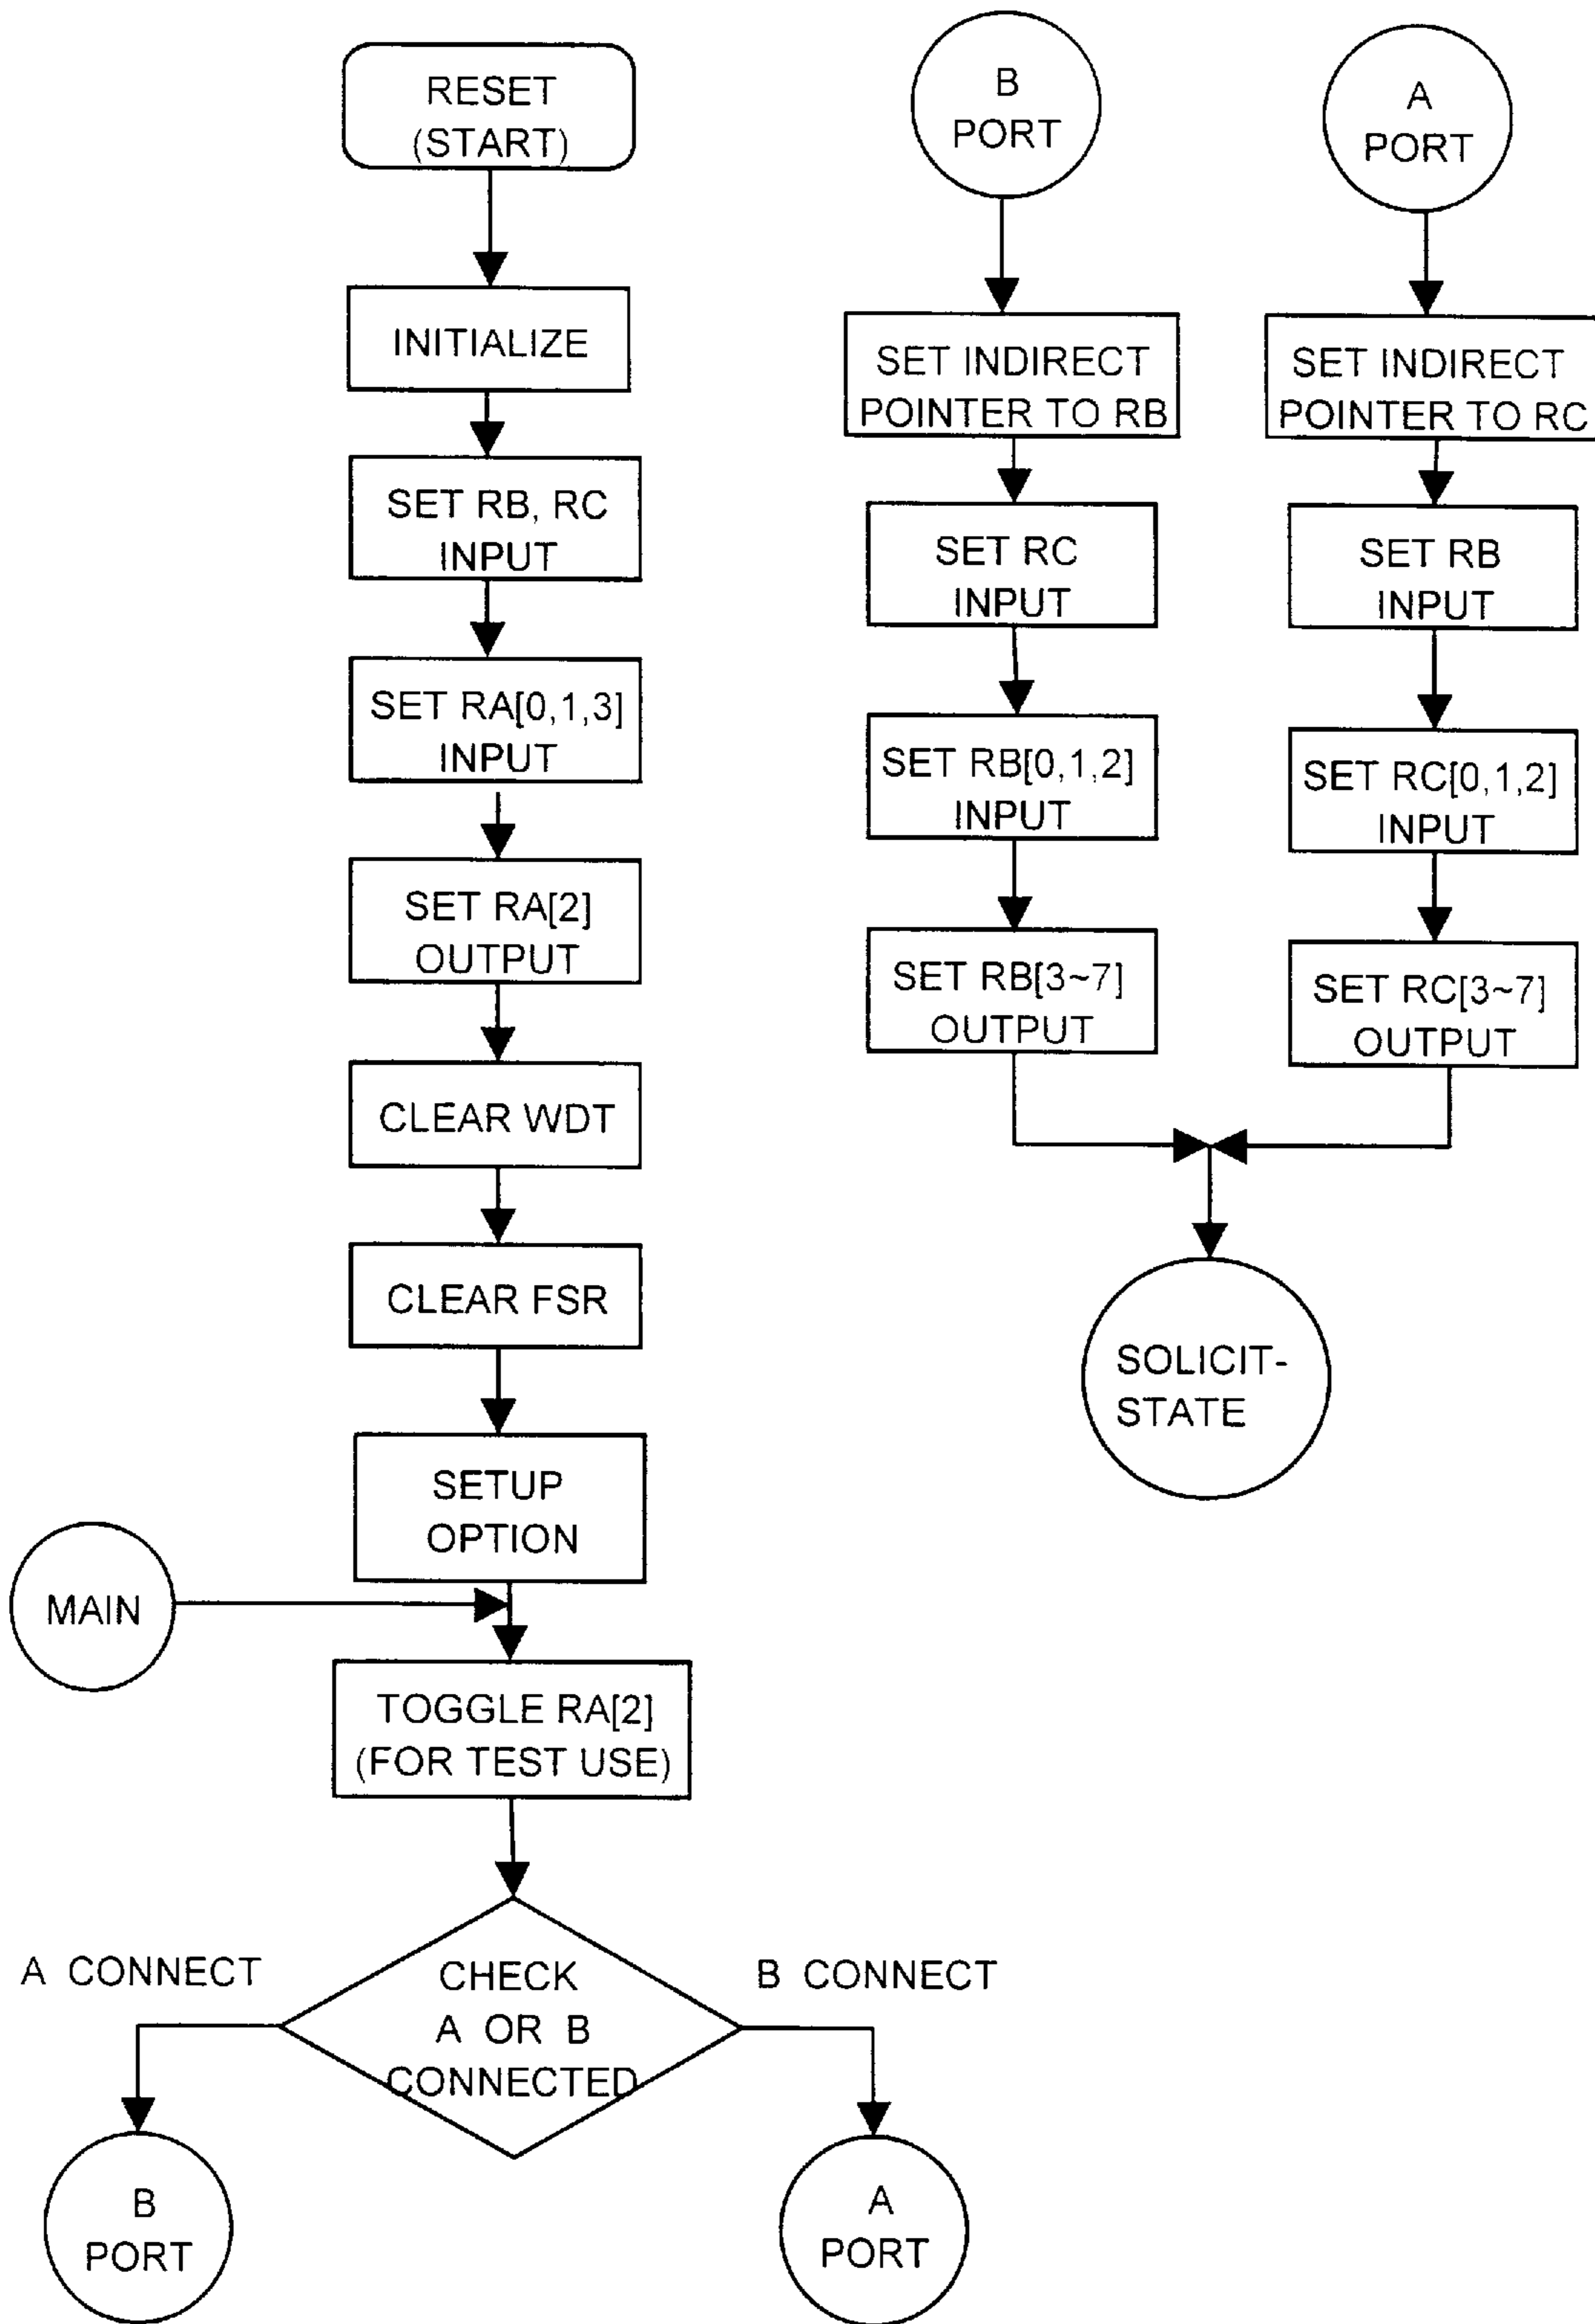 RESET
(START)
INITIALIZE
SET RB, RC
INPUT
SET RA[0,1,3]
INPUT
SET RA[2]
OUTPUT
CLEAR WDT
CLEAR FSR
SETUP
OPTION
MAIN
TOGGLE RA[2]
(FOR TEST USE)
A CONNECT
CHECK
A OR B
CONNECTED
B CONNECT
B
PORT
A
PORT
B
PORT
SET INDIRECT
POINTER TO RB
SET RC
INPUT
SET RB[0,1,2]
INPUT
SET RB[3~7]
OUTPUT
A
PORT
SET INDIRECT
POINTER TO RC
SET RB
INPUT
SET RC[0,1,2]
INPUT
SET RC[3~7]
OUTPUT
SOLICIT-
STATE